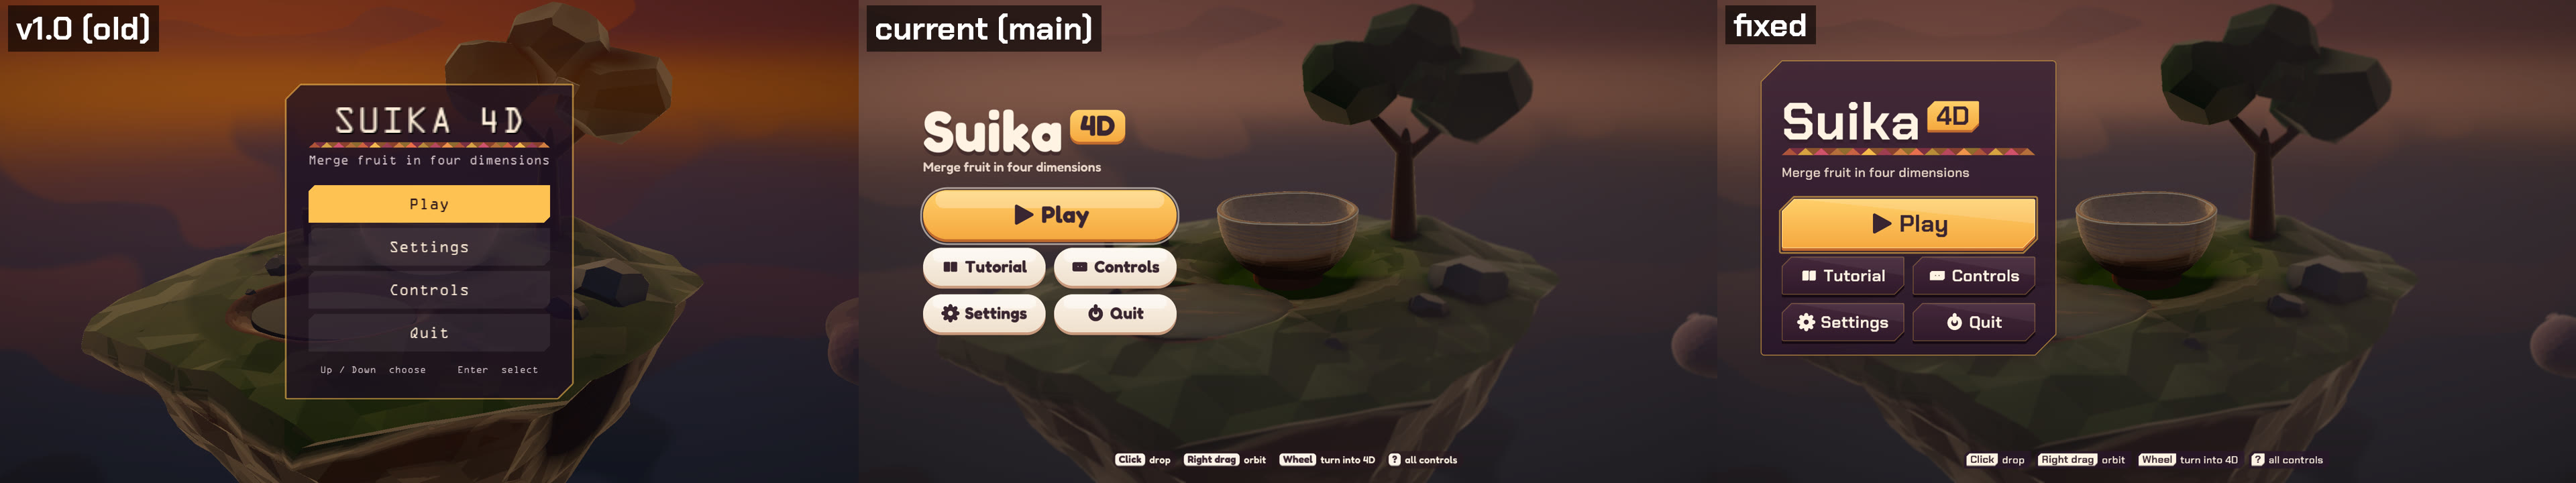 v1.0 (old)
SUIKA 4D
Merge fruit in four dimensions
Play
Settings
Controls
Quit
Up / Down choose Enter select
current (main)
Suika 4D
Merge fruit in four dimensions
Play
Tutorial Controls
Settings Quit
Click drop Right drag orbit Wheel turn into 4D ? all controls
fixed
Suika 4D
Merge fruit in four dimensions
Play
Tutorial Controls
Settings Quit
Click drop Right drag orbit Wheel turn into 4D ? all controls